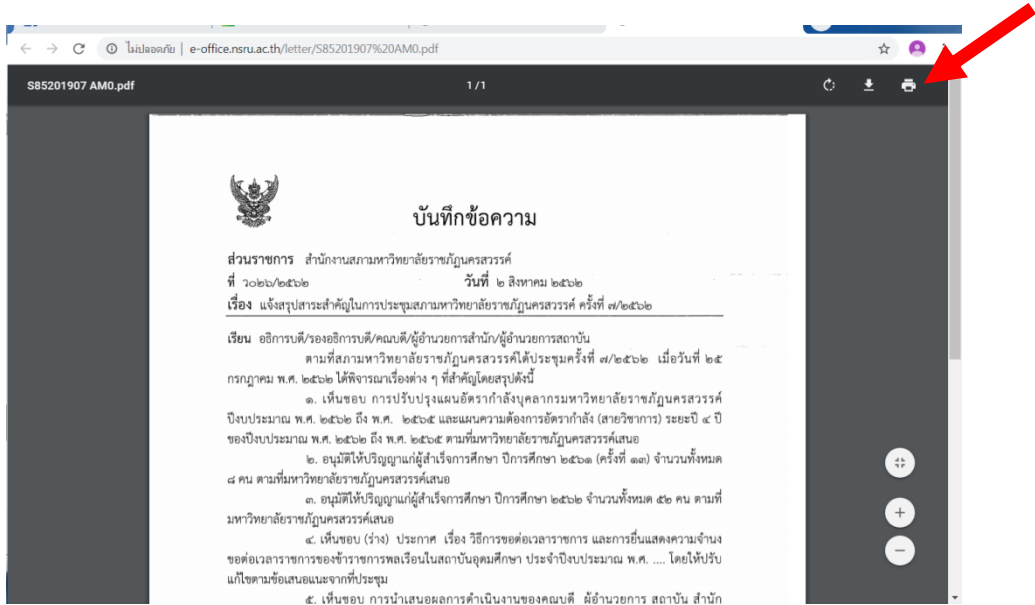 ไม่ปลอดภัย | e-office.nsru.ac.th/letter/S85201907%20AM0.pdf
S85201907 AM0.pdf 1 / 1
บันทึกข้อความ
ส่วนราชการ สำนักงานสภามหาวิทยาลัยราชภัฏนครสวรรค์
ที่ ว๐๒๖/๒๕๖๒ วันที่ ๒ สิงหาคม ๒๕๖๒
เรื่อง แจ้งสรุปสาระสำคัญในการประชุมสภามหาวิทยาลัยราชภัฏนครสวรรค์ ครั้งที่ ๗/๒๕๖๒
เรียน อธิการบดี/รองอธิการบดี/คณบดี/ผู้อำนวยการสำนัก/ผู้อำนวยการสถาบัน
ตามที่สภามหาวิทยาลัยราชภัฏนครสวรรค์ได้ประชุมครั้งที่ ๗/๒๕๖๒ เมื่อวันที่ ๒๕
กรกฎาคม พ.ศ. ๒๕๖๒ ได้พิจารณาเรื่องต่าง ๆ ที่สำคัญโดยสรุปดังนี้
๑. เห็นชอบ การปรับปรุงแผนอัตรากำลังบุคลากรมหาวิทยาลัยราชภัฏนครสวรรค์
ปีงบประมาณ พ.ศ. ๒๕๖๒ ถึง พ.ศ. ๒๕๖๕ และแผนความต้องการอัตรากำลัง (สายวิชาการ) ระยะปี ๔ ปี
ของปีงบประมาณ พ.ศ. ๒๕๖๒ ถึง พ.ศ. ๒๕๖๕ ตามที่มหาวิทยาลัยราชภัฏนครสวรรค์เสนอ
๒. อนุมัติให้ปริญญาแก่ผู้สำเร็จการศึกษา ปีการศึกษา ๒๕๖๑ (ครั้งที่ ๑๓) จำนวนทั้งหมด
๘ คน ตามที่มหาวิทยาลัยราชภัฏนครสวรรค์เสนอ
๓. อนุมัติให้ปริญญาแก่ผู้สำเร็จการศึกษา ปีการศึกษา ๒๕๖๒ จำนวนทั้งหมด ๕๒ คน ตามที่
มหาวิทยาลัยราชภัฏนครสวรรค์เสนอ
๔. เห็นชอบ (ร่าง) ประกาศ เรื่อง วิธีการขอต่อเวลาราชการ และการยื่นแสดงความจำนง
ขอต่อเวลาราชการของข้าราชการพลเรือนในสถาบันอุดมศึกษา ประจำปีงบประมาณ พ.ศ. .... โดยให้ปรับ
แก้ไขตามข้อเสนอแนะจากที่ประชุม
๕. เห็นชอบ การนำเสนอผลการดำเนินงานของคณบดี ผู้อำนวยการ สถาบัน สำนัก